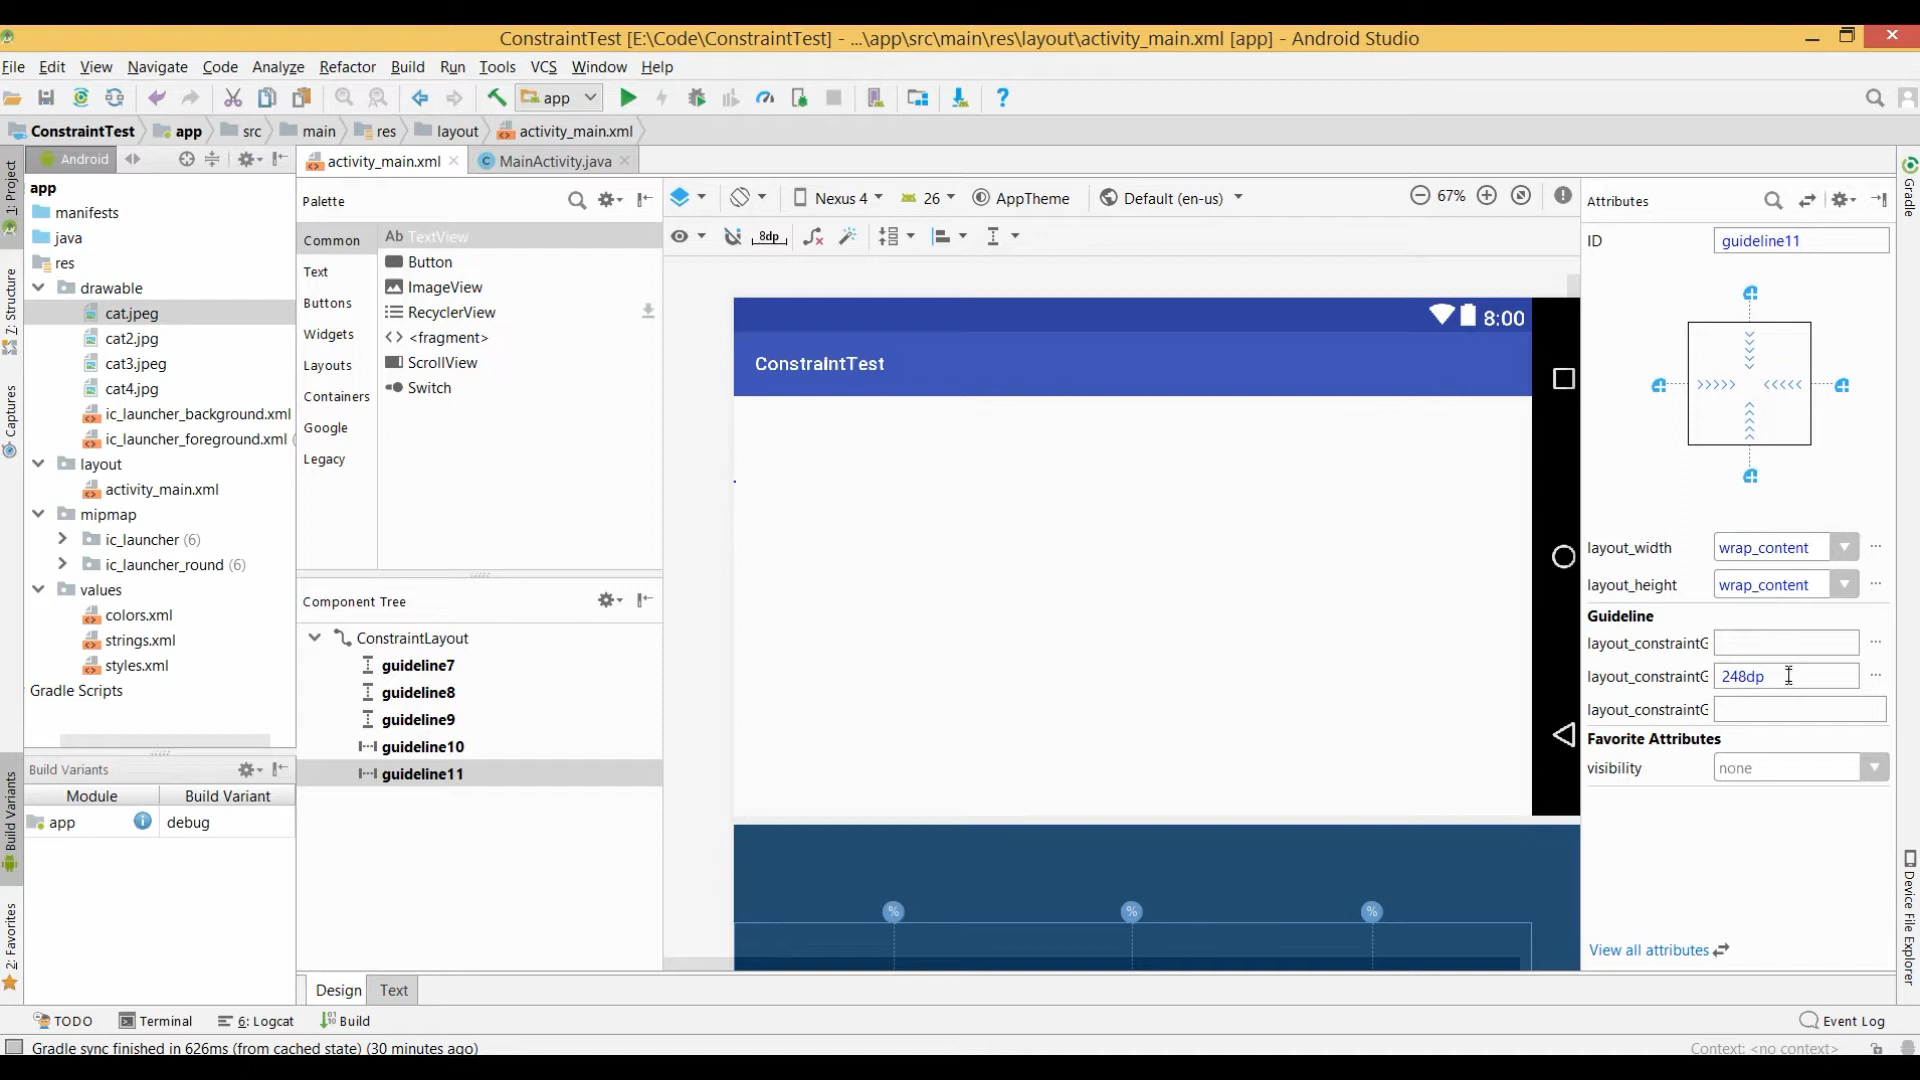 ConstraintTest [E:\Code\ConstraintTest] - ...\app\src\main\res\layout\activity_main.xml [app] - Android Studio
File Edit View Navigate Code Analyze Refactor Build Run Tools VCS Window Help
app
ConstraintTest app src main res layout activity_main.xml
1: Project
7: Structure
Captures
Build Variants
2: Favorites
Android
app
manifests
java
res
drawable
cat.jpeg
cat2.jpg
cat3.jpeg
cat4.jpg
ic_launcher_background.xml
ic_launcher_foreground.xml (
layout
activity_main.xml
mipmap
ic_launcher (6)
ic_launcher_round (6)
values
colors.xml
strings.xml
styles.xml
Gradle Scripts
Build Variants
Module Build Variant
app debug
activity_main.xml MainActivity.java
Palette
Common
Text
Buttons
Widgets
Layouts
Containers
Google
Legacy
Ab TextView
Button
ImageView
RecyclerView
<fragment>
ScrollView
Switch
Component Tree
ConstraintLayout
guideline7
guideline8
guideline9
guideline10
guideline11
Nexus 4 26 AppTheme Default (en-us) 67%
8dp
8:00
ConstraintTest
% % %
Attributes
ID guideline11
layout_width wrap_content
layout_height wrap_content
Guideline
layout_constraintG
layout_constraintG 248dp
layout_constraintG
Favorite Attributes
visibility none
View all attributes
Gradle
Device File Explorer
Design Text
TODO Terminal 6: Logcat Build Event Log
Gradle sync finished in 626ms (from cached state) (30 minutes ago) Context: <no context>